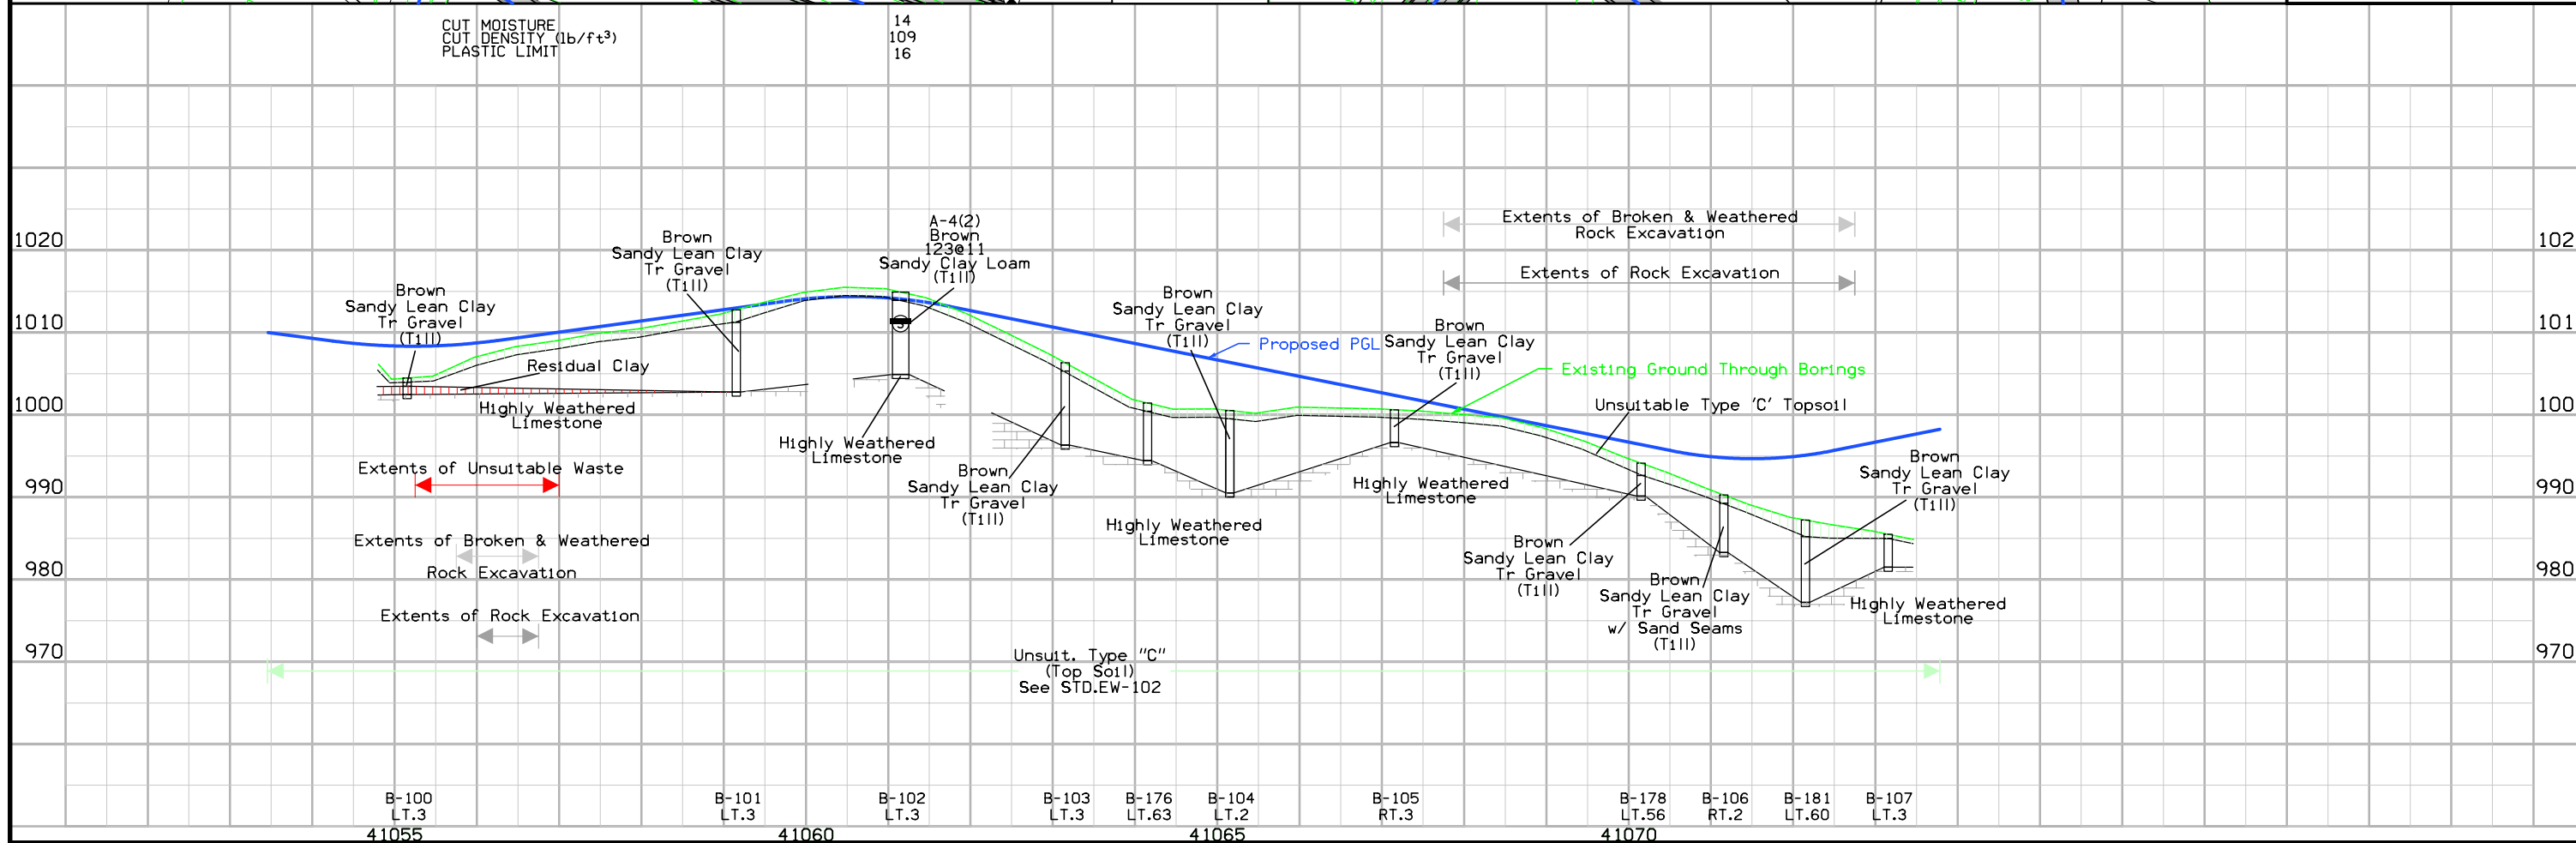 CUT MOISTURE
CUT DENSITY (lb/ft³)
PLASTIC LIMIT
14
109
16
1020
1010
1000
990
980
970
102
101
100
990
980
970
Brown
Sandy Lean Clay
Tr Gravel
(Till)
Brown
Sandy Lean Clay
Tr Gravel
(Till)
A-4(2)
Brown
123@11
Sandy Clay Loam
(Till)
Brown
Sandy Lean Clay
Tr Gravel
(Till)
Brown
Sandy Lean Clay
Tr Gravel
(Till)
Extents of Broken & Weathered
Rock Excavation
Extents of Rock Excavation
Proposed PGL
Existing Ground Through Borings
Unsuitable Type 'C' Topsoil
Residual Clay
Highly Weathered
Limestone
Highly Weathered
Limestone
Extents of Unsuitable Waste
Brown
Sandy Lean Clay
Tr Gravel
(Till)
Highly Weathered
Limestone
Highly Weathered
Limestone
Brown
Sandy Lean Clay
Tr Gravel
(Till)
Extents of Broken & Weathered
Rock Excavation
Extents of Rock Excavation
Brown
Sandy Lean Clay
Tr Gravel
(Till)
Brown
Sandy Lean Clay
Tr Gravel
w/ Sand Seams
(Till)
Highly Weathered
Limestone
Unsuit. Type "C"
(Top Soil)
See STD.EW-102
B-100
LT.3
B-101
LT.3
B-102
LT.3
B-103
LT.3
B-176
LT.63
B-104
LT.2
B-105
RT.3
B-178
LT.56
B-106
RT.2
B-181
LT.60
B-107
LT.3
41055
41060
41065
41070